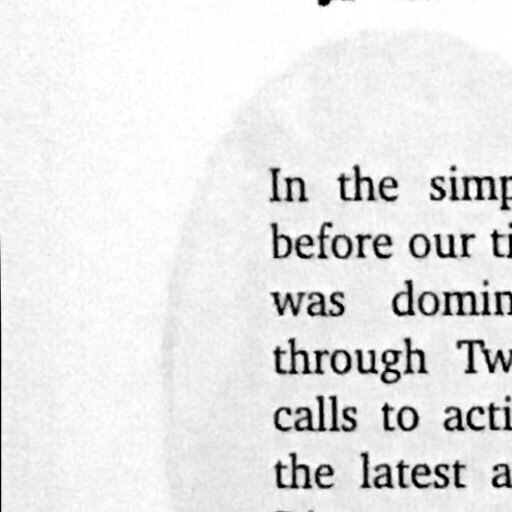 In the simp
before our ti
was domin
through Tw
calls to acti
the latest a